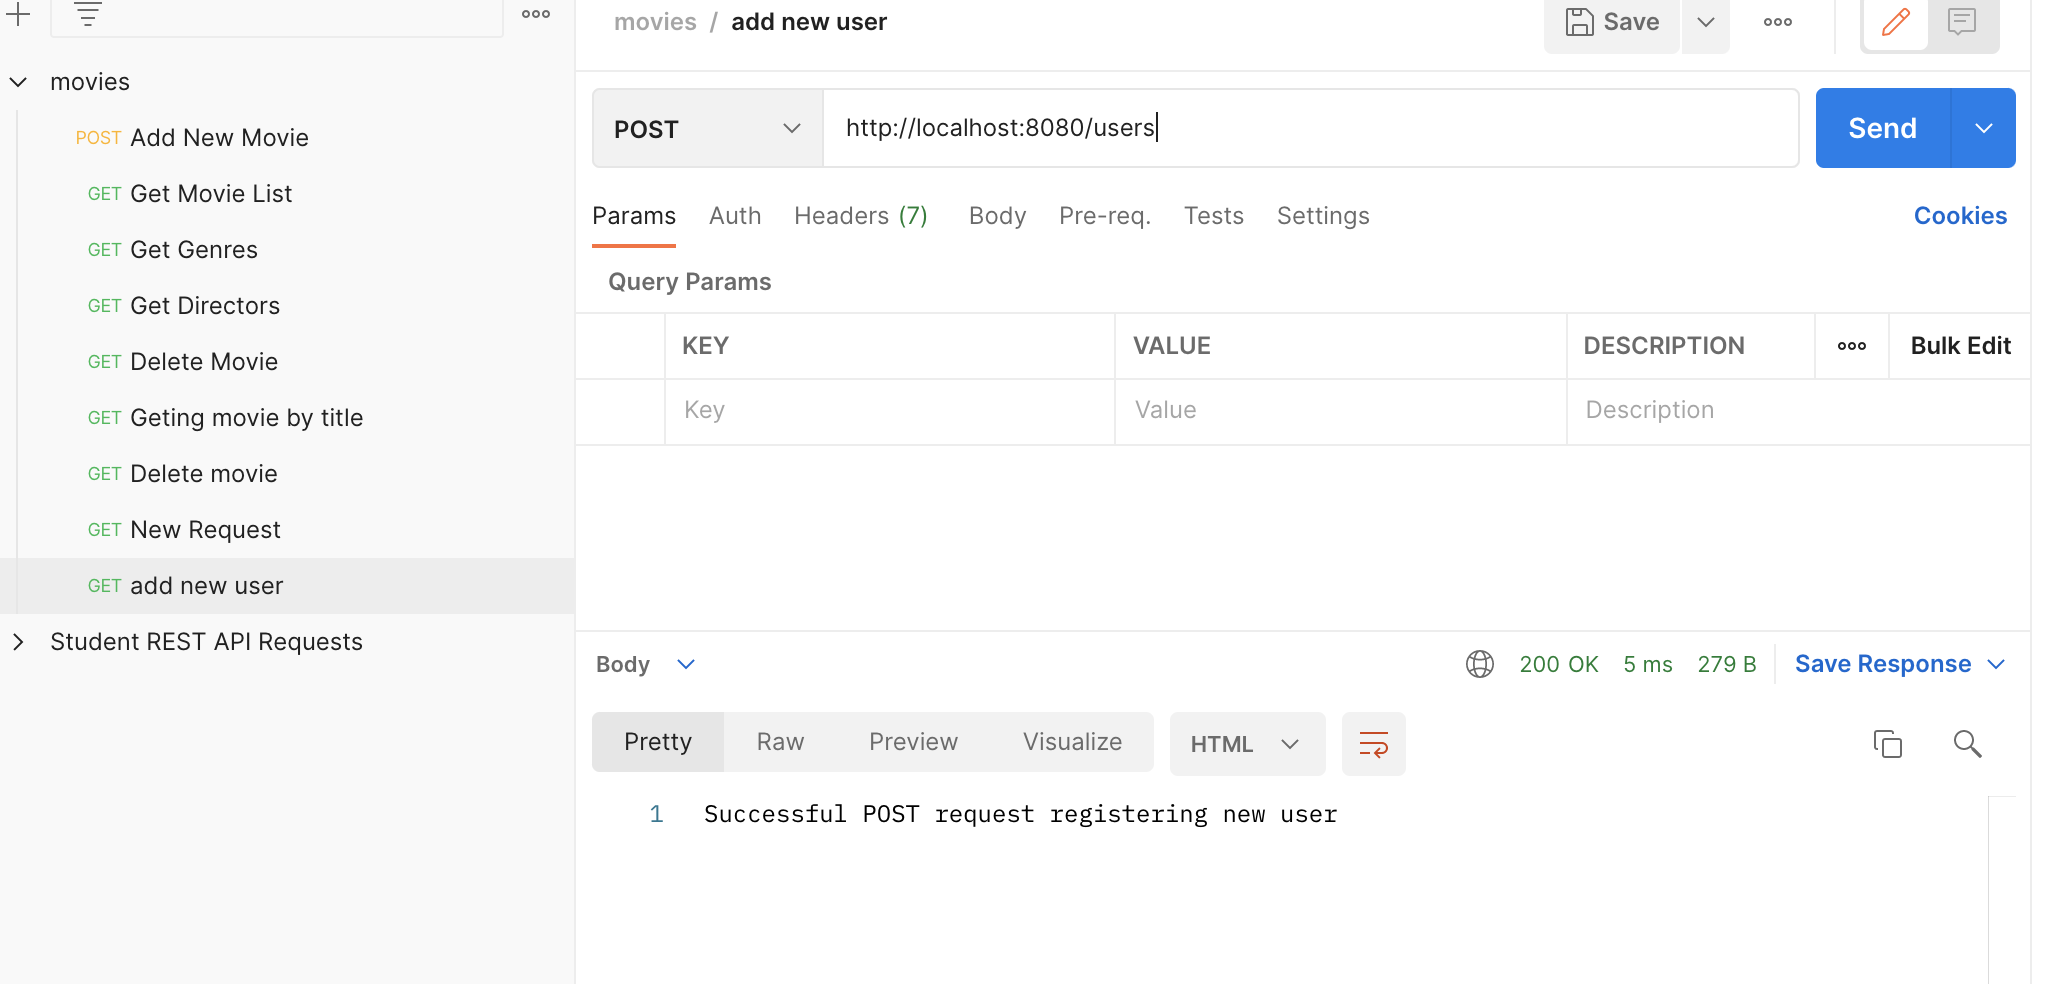 movies
POST Add New Movie
GET Get Movie List
GET Get Genres
GET Get Directors
GET Delete Movie
GET Geting movie by title
GET Delete movie
GET New Request
GET add new user
Student REST API Requests
movies / add new user
Save
POST
http://localhost:8080/users
Send
Params Auth Headers (7) Body Pre-req. Tests Settings
Cookies
Query Params
KEY VALUE DESCRIPTION Bulk Edit
Key Value Description
Body
200 OK 5 ms 279 B Save Response
Pretty Raw Preview Visualize HTML
1 Successful POST request registering new user